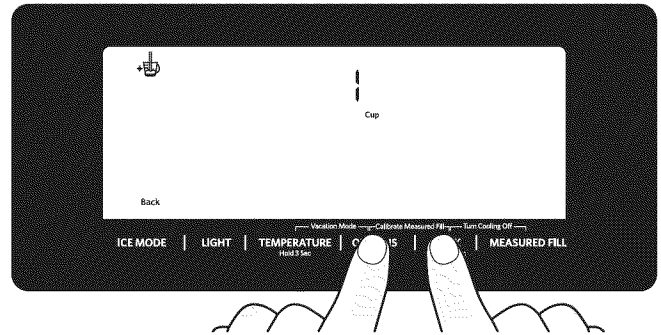 1
Cup
Back
Vacation Mode Calibrate Measured Fill Turn Cooling Off
ICE MODE | LIGHT | TEMPERATURE | | MEASURED FILL
Hold 3 Sec